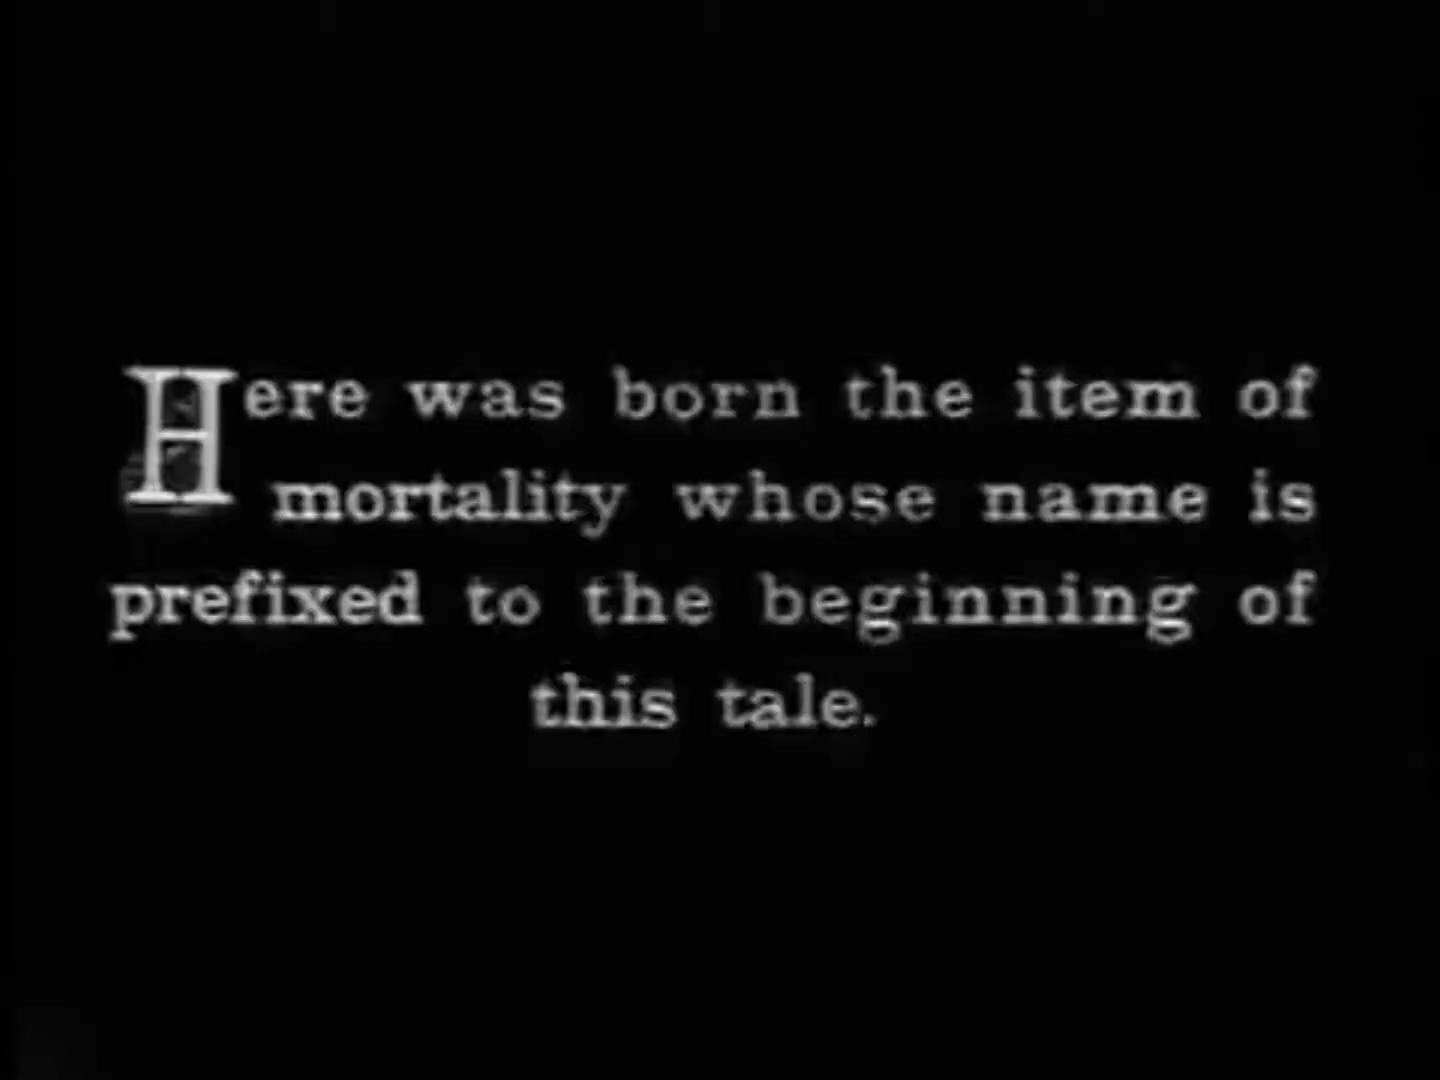 Here was born the item of
mortality whose name is
prefixed to the beginning of
this tale.